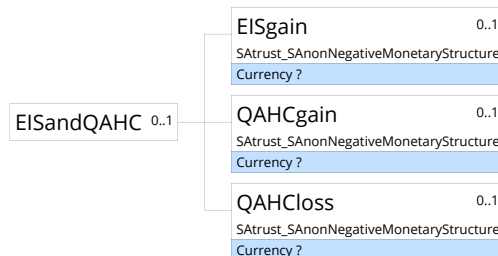 EISgain 0..1
SAtrust_SAnonNegativeMonetaryStructure
Currency ?
EISandQAHC 0..1
QAHCgain 0..1
SAtrust_SAnonNegativeMonetaryStructure
Currency ?
QAHCloss 0..1
SAtrust_SAnonNegativeMonetaryStructure
Currency ?